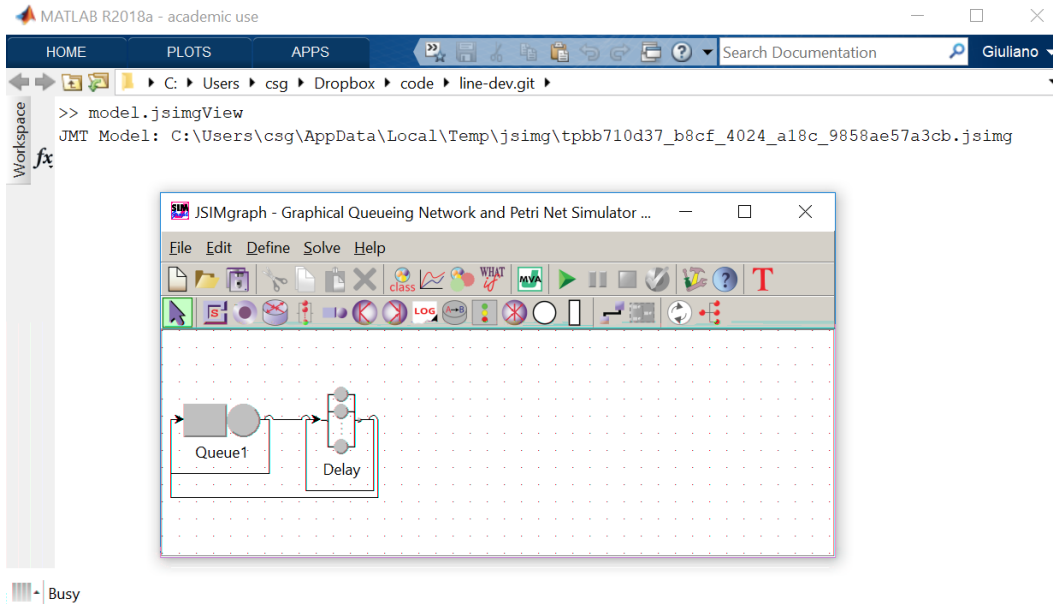 MATLAB R2018a - academic use
HOME PLOTS APPS Search Documentation Giuliano
C: Users csg Dropbox code line-dev.git
Workspace
fx
>> model.jsimgView
JMT Model: C:\Users\csg\AppData\Local\Temp\jsimg\tpbb710d37_b8cf_4024_a18c_9858ae57a3cb.jsimg
SIM JSIMgraph - Graphical Queueing Network and Petri Net Simulator ...
File Edit Define Solve Help
class WHAT if MVA ? T
S LOG A→B
Queue1
Delay
Busy